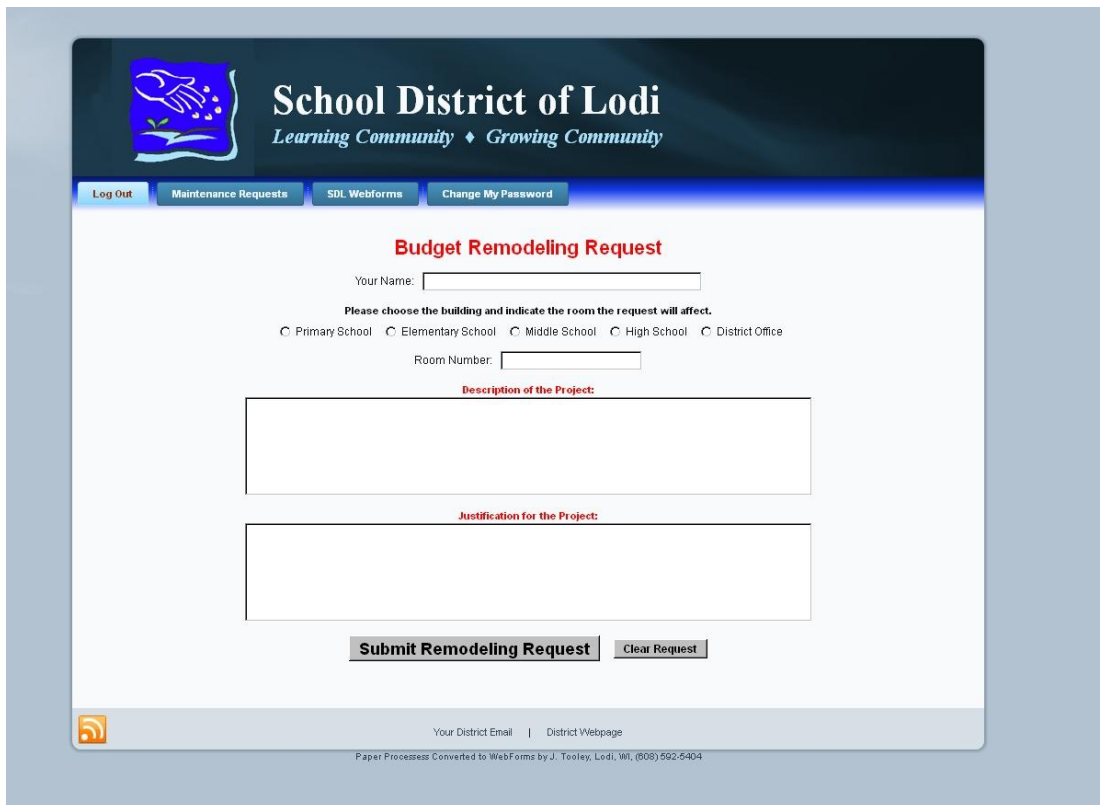 School District of Lodi
Learning Community ♦ Growing Community
Log Out Maintenance Requests SDL Webforms Change My Password
Budget Remodeling Request
Your Name:
Please choose the building and indicate the room the request will affect.
Primary School Elementary School Middle School High School District Office
Room Number:
Description of the Project:
Justification for the Project:
Submit Remodeling Request Clear Request
Your District Email | District Webpage
Paper Processess Converted to WebForms by J. Tooley, Lodi, WI, (608) 592-5404